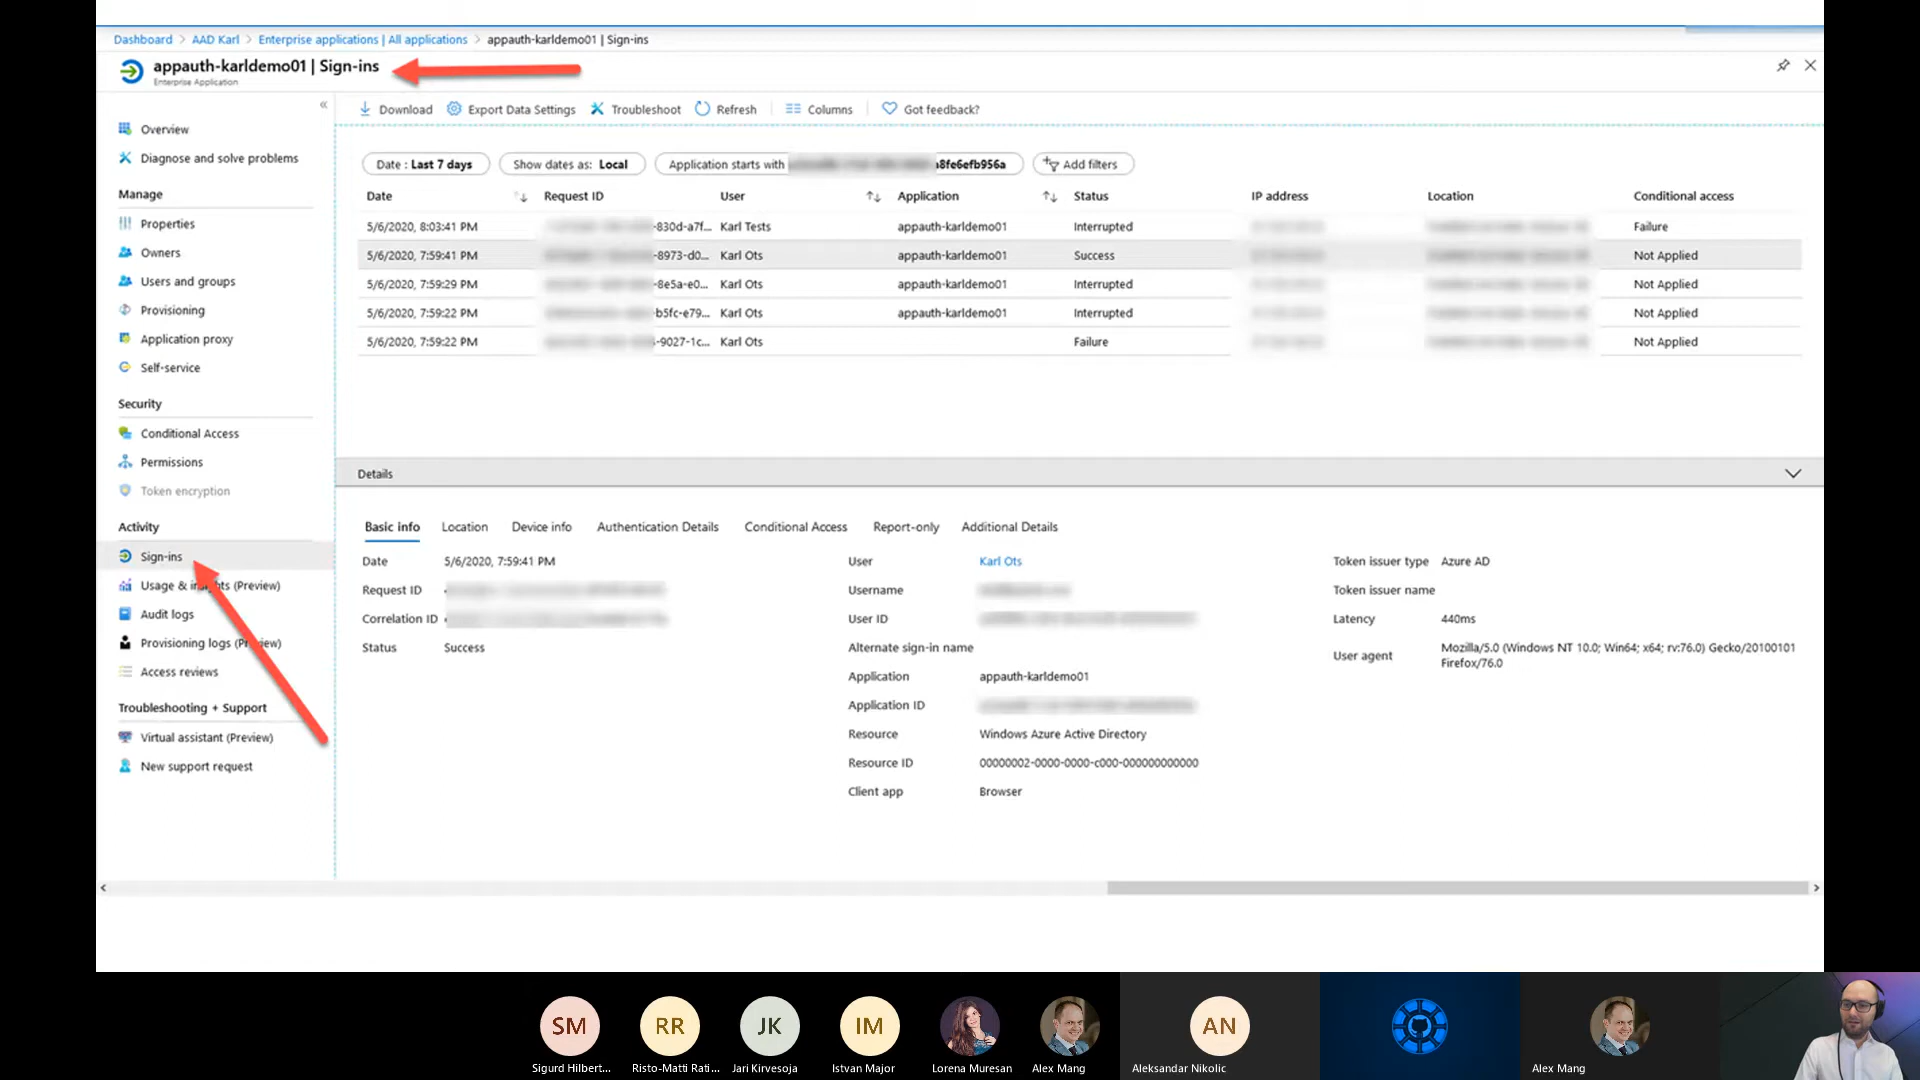 Dashboard > AAD Karl > Enterprise applications | All applications > appauth-karldemo01 | Sign-ins
appauth-karldemo01 | Sign-ins
Enterprise Application
Download Export Data Settings Troubleshoot Refresh Columns Got feedback?
Overview
Diagnose and solve problems
Manage
Properties
Owners
Users and groups
Provisioning
Application proxy
Self-service
Security
Conditional Access
Permissions
Token encryption
Activity
Sign-ins
Usage & insights (Preview)
Audit logs
Provisioning logs (Preview)
Access reviews
Troubleshooting + Support
Virtual assistant (Preview)
New support request
Date : Last 7 days Show dates as: Local Application starts with a8fe6efb956a Add filters
Date Request ID User Application Status IP address Location Conditional access
5/6/2020, 8:03:41 PM -830d-a7f... Karl Tests appauth-karldemo01 Interrupted Failure
5/6/2020, 7:59:41 PM -8973-d0... Karl Ots appauth-karldemo01 Success Not Applied
5/6/2020, 7:59:29 PM -8e5a-e0... Karl Ots appauth-karldemo01 Interrupted Not Applied
5/6/2020, 7:59:22 PM b5fc-e79... Karl Ots appauth-karldemo01 Interrupted Not Applied
5/6/2020, 7:59:22 PM -9027-1c... Karl Ots Failure Not Applied
Details
Basic info Location Device info Authentication Details Conditional Access Report-only Additional Details
Date 5/6/2020, 7:59:41 PM
Request ID
Correlation ID
Status Success
User Karl Ots
Username
User ID
Alternate sign-in name
Application appauth-karldemo01
Application ID
Resource Windows Azure Active Directory
Resource ID 00000002-0000-0000-c000-000000000000
Client app Browser
Token issuer type Azure AD
Token issuer name
Latency 440ms
User agent Mozilla/5.0 (Windows NT 10.0; Win64; x64; rv:76.0) Gecko/20100101
Firefox/76.0
SM RR JK IM AN
Sigurd Hilbert... Risto-Matti Rati... Jari Kirvesoja Istvan Major Lorena Muresan Alex Mang Aleksandar Nikolic Alex Mang